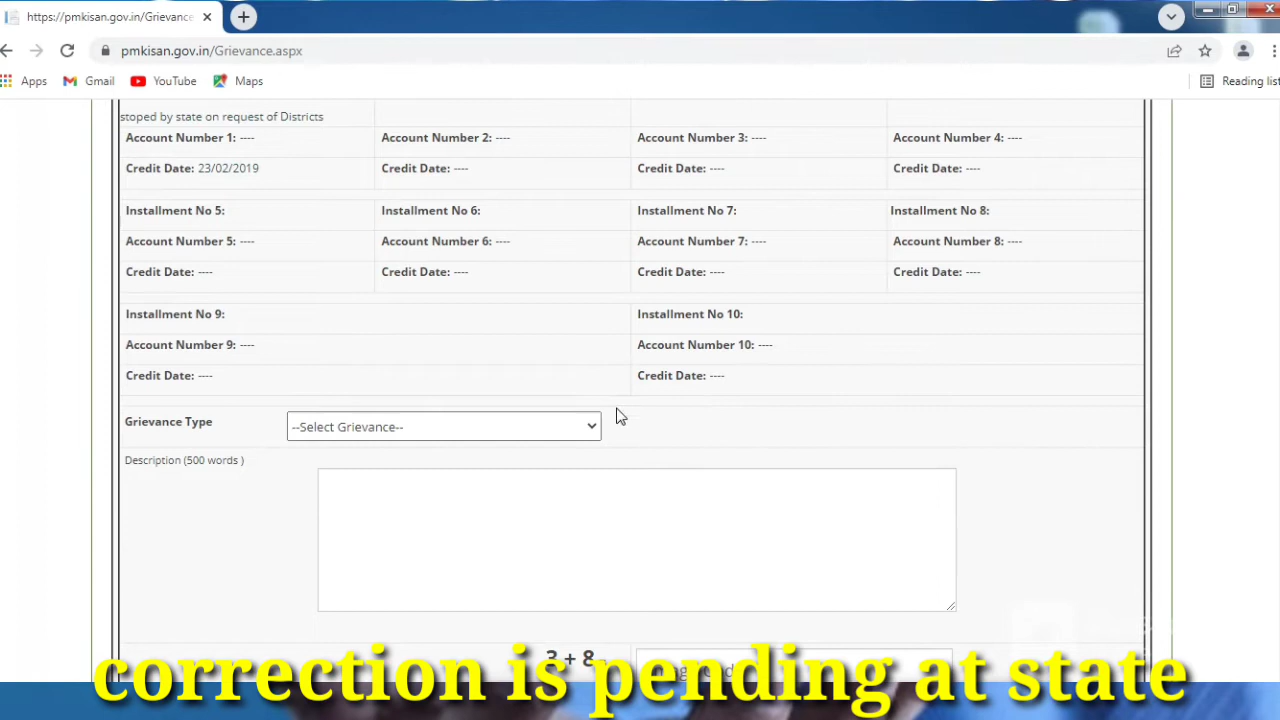 https://pmkisan.gov.in/Grievance
pmkisan.gov.in/Grievance.aspx
Apps Gmail YouTube Maps Reading list
stoped by state on request of Districts
Account Number 1: ---- Account Number 2: ---- Account Number 3: ---- Account Number 4: ----
Credit Date: 23/02/2019 Credit Date: ---- Credit Date: ---- Credit Date: ----
Installment No 5: Installment No 6: Installment No 7: Installment No 8:
Account Number 5: ---- Account Number 6: ---- Account Number 7: ---- Account Number 8: ----
Credit Date: ---- Credit Date: ---- Credit Date: ---- Credit Date: ----
Installment No 9: Installment No 10:
Account Number 9: ---- Account Number 10: ----
Credit Date: ---- Credit Date: ----
Grievance Type --Select Grievance--
Description (500 words )
3 + 8
correction is pending at state